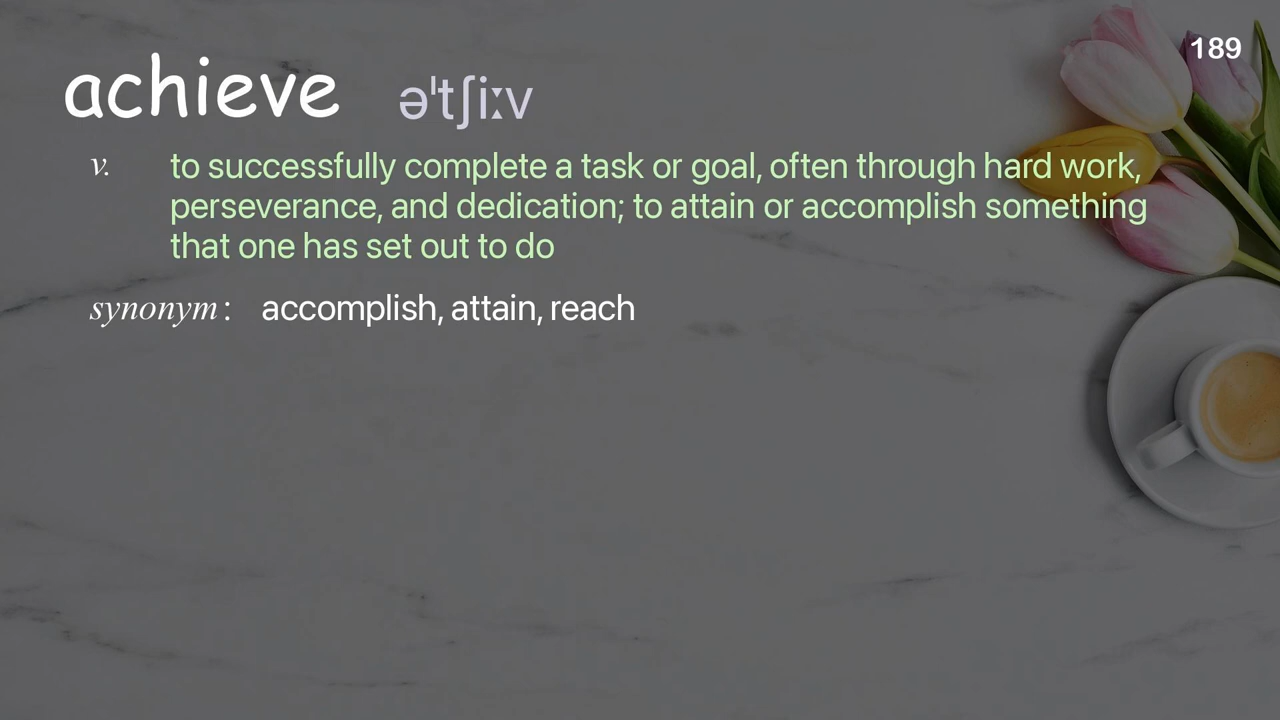 189
achieve əˈtʃiːv
v. to successfully complete a task or goal, often through hard work,
perseverance, and dedication; to attain or accomplish something
that one has set out to do
synonym : accomplish, attain, reach